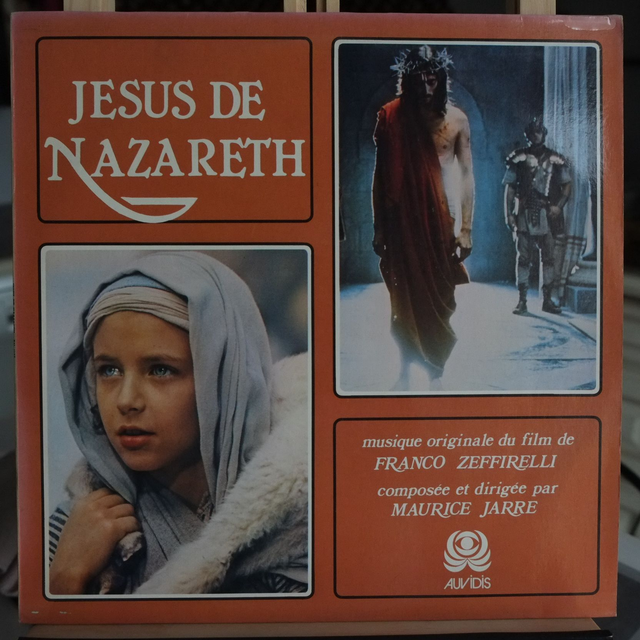 JESUS DE
NAZARETH
musique originale du film de
FRANCO ZEFFIRELLI
composée et dirigée par
MAURICE JARRE
AUVIDIS